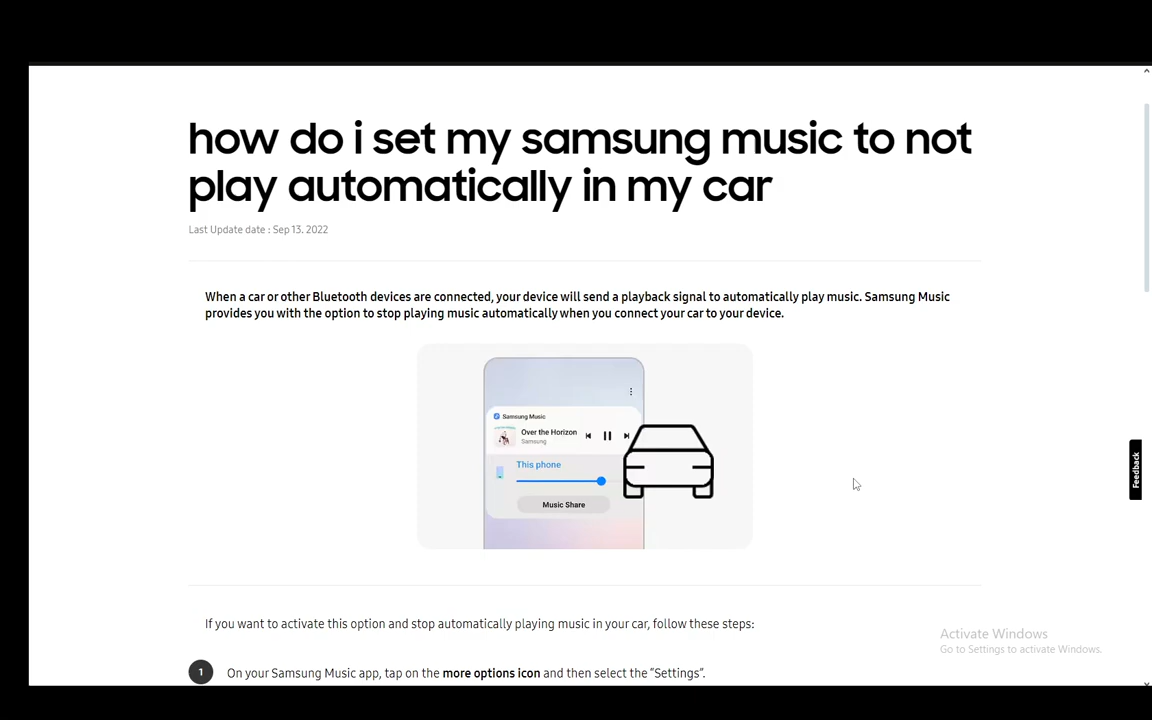 how do i set my samsung music to not
play automatically in my car
Last Update date : Sep 13. 2022
When a car or other Bluetooth devices are connected, your device will send a playback signal to automatically play music. Samsung Music
provides you with the option to stop playing music automatically when you connect your car to your device.
Samsung Music
Over the Horizon
Samsung
This phone
Music Share
Feedback
If you want to activate this option and stop automatically playing music in your car, follow these steps:
Activate Windows
Go to Settings to activate Windows.
1 On your Samsung Music app, tap on the more options icon and then select the "Settings".